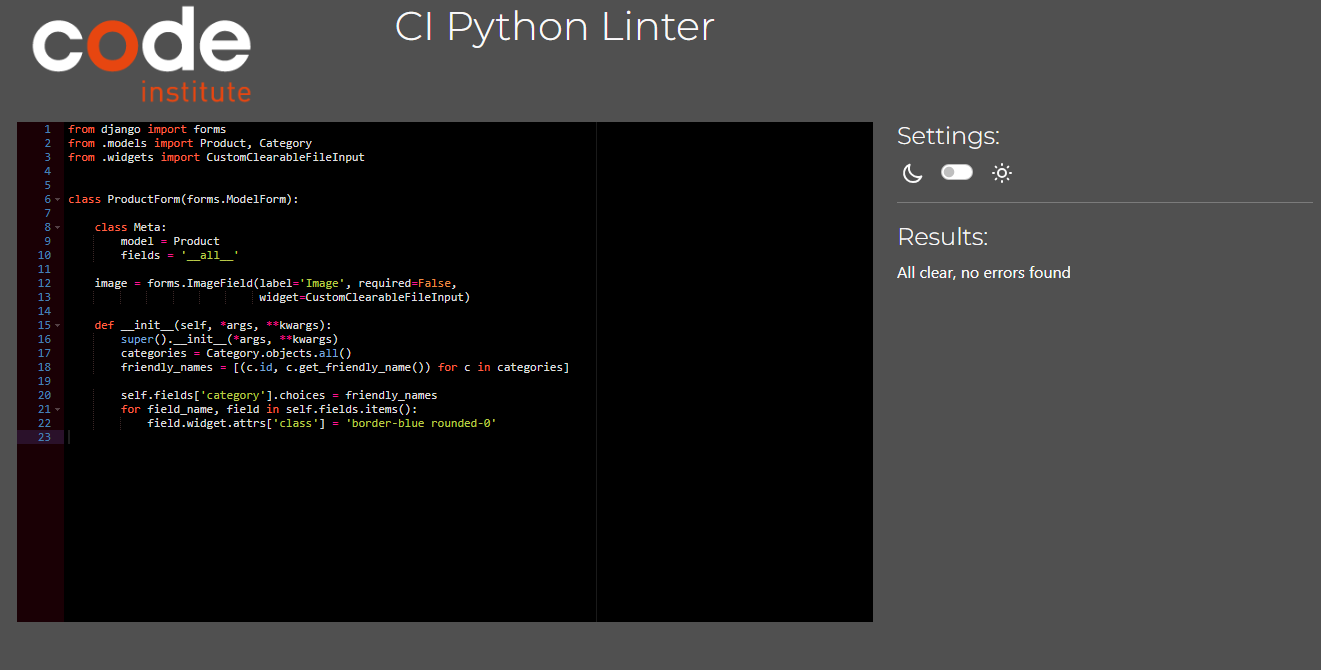 code
institute
CI Python Linter
1 from django import forms
2 from .models import Product, Category
3 from .widgets import CustomClearableFileInput
4
5
6 class ProductForm(forms.ModelForm):
7
8     class Meta:
9         model = Product
10         fields = '__all__'
11
12     image = forms.ImageField(label='Image', required=False,
13                              widget=CustomClearableFileInput)
14
15     def __init__(self, *args, **kwargs):
16         super().__init__(*args, **kwargs)
17         categories = Category.objects.all()
18         friendly_names = [(c.id, c.get_friendly_name()) for c in categories]
19
20         self.fields['category'].choices = friendly_names
21         for field_name, field in self.fields.items():
22             field.widget.attrs['class'] = 'border-blue rounded-0'
23
Settings:
Results:
All clear, no errors found